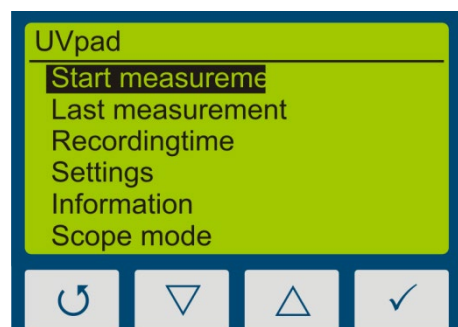 UVpad
Start measureme
Last measurement
Recordingtime
Settings
Information
Scope mode